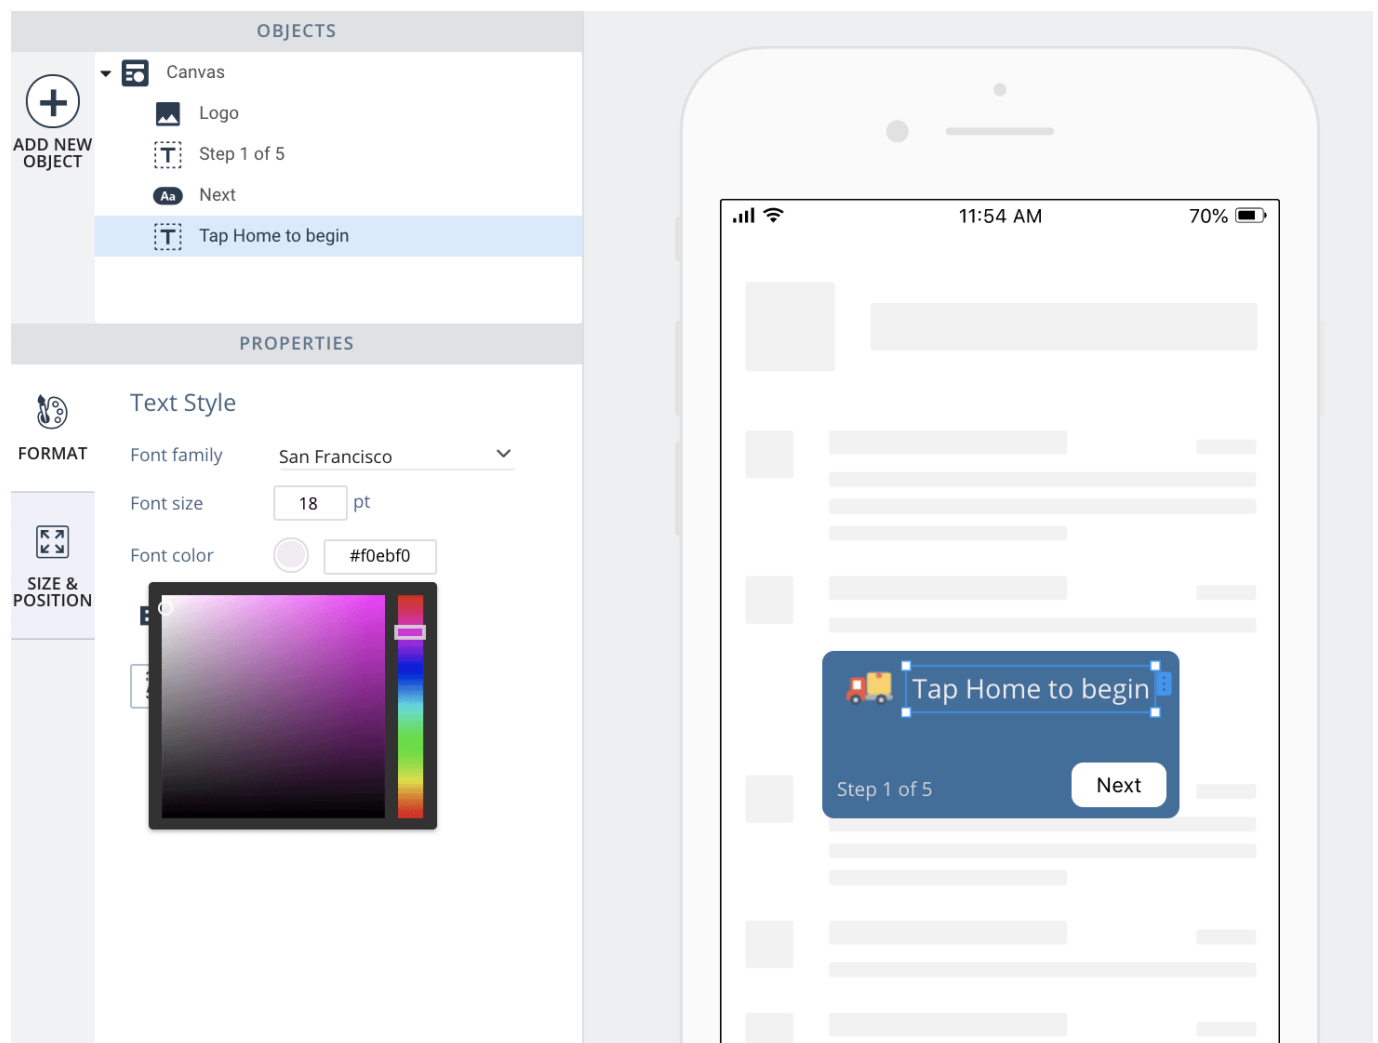 OBJECTS
ADD NEW
OBJECT
Canvas
Logo
T Step 1 of 5
Aa Next
T Tap Home to begin
PROPERTIES
FORMAT
SIZE &
POSITION
Text Style
Font family San Francisco
Font size 18 pt
Font color #f0ebf0
11:54 AM
70%
Tap Home to begin
Step 1 of 5
Next